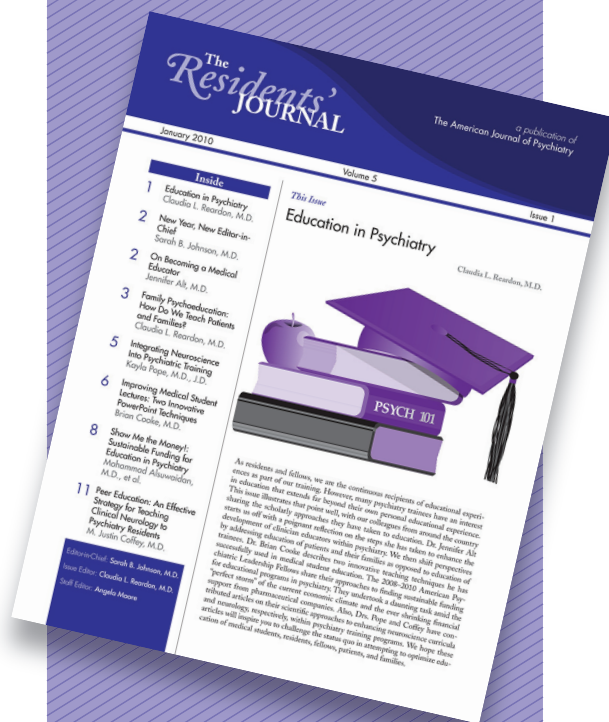 The
Residents'
JOURNAL
a publication of
The American Journal of Psychiatry
January 2010
Volume 5
Issue 1
Inside
1 Education in Psychiatry
Claudia L. Reardon, M.D.
2 New Year, New Editor-in-
Chief
Sarah B. Johnson, M.D.
2 On Becoming a Medical
Educator
Jennifer Alt, M.D.
3 Family Psychoeducation:
How Do We Teach Patients
and Families?
Claudia L. Reardon, M.D.
5 Integrating Neuroscience
Into Psychiatric Training
Kayla Pope, M.D., J.D.
6 Improving Medical Student
Lectures: Two Innovative
PowerPoint Techniques
Brian Cooke, M.D.
8 Show Me the Money!:
Sustainable Funding for
Education in Psychiatry
Mohammad Alsuwaidan,
M.D., et al.
11 Peer Education: An Effective
Strategy for Teaching
Clinical Neurology to
Psychiatry Residents
M. Justin Coffey, M.D.
Editor-in-Chief: Sarah B. Johnson, M.D.
Issue Editor: Claudia L. Reardon, M.D.
Staff Editor: Angela Moore
This Issue
Education in Psychiatry
Claudia L. Reardon, M.D.
PSYCH 101
As residents and fellows, we are the continuous recipients of educational experi-
ences as part of our training. However, many psychiatry trainees have an interest
in education that extends far beyond their own personal educational experience.
This issue illustrates that point well, with our colleagues from around the country
sharing the scholarly approaches they have taken to education. Dr. Jennifer Alt
starts us off with a poignant reflection on the steps she has taken to enhance the
development of clinician educators within psychiatry. We then shift perspectives
by addressing education of patients and their families as opposed to education of
trainees. Dr. Brian Cooke describes two innovative teaching techniques he has
successfully used in medical student education. The 2008-2010 American Psy-
chiatric Leadership Fellows share their approaches to finding sustainable funding
for educational programs in psychiatry. They undertook a daunting task amid the
"perfect storm" of the current economic climate and the ever shrinking financial
support from pharmaceutical companies. Also, Drs. Pope and Coffey have con-
tributed articles on their scientific approaches to enhancing neuroscience curricula
and neurology, respectively, within psychiatry training programs. We hope these
articles will inspire you to challenge the status quo in attempting to optimize edu-
cation of medical students, residents, fellows, patients, and families.